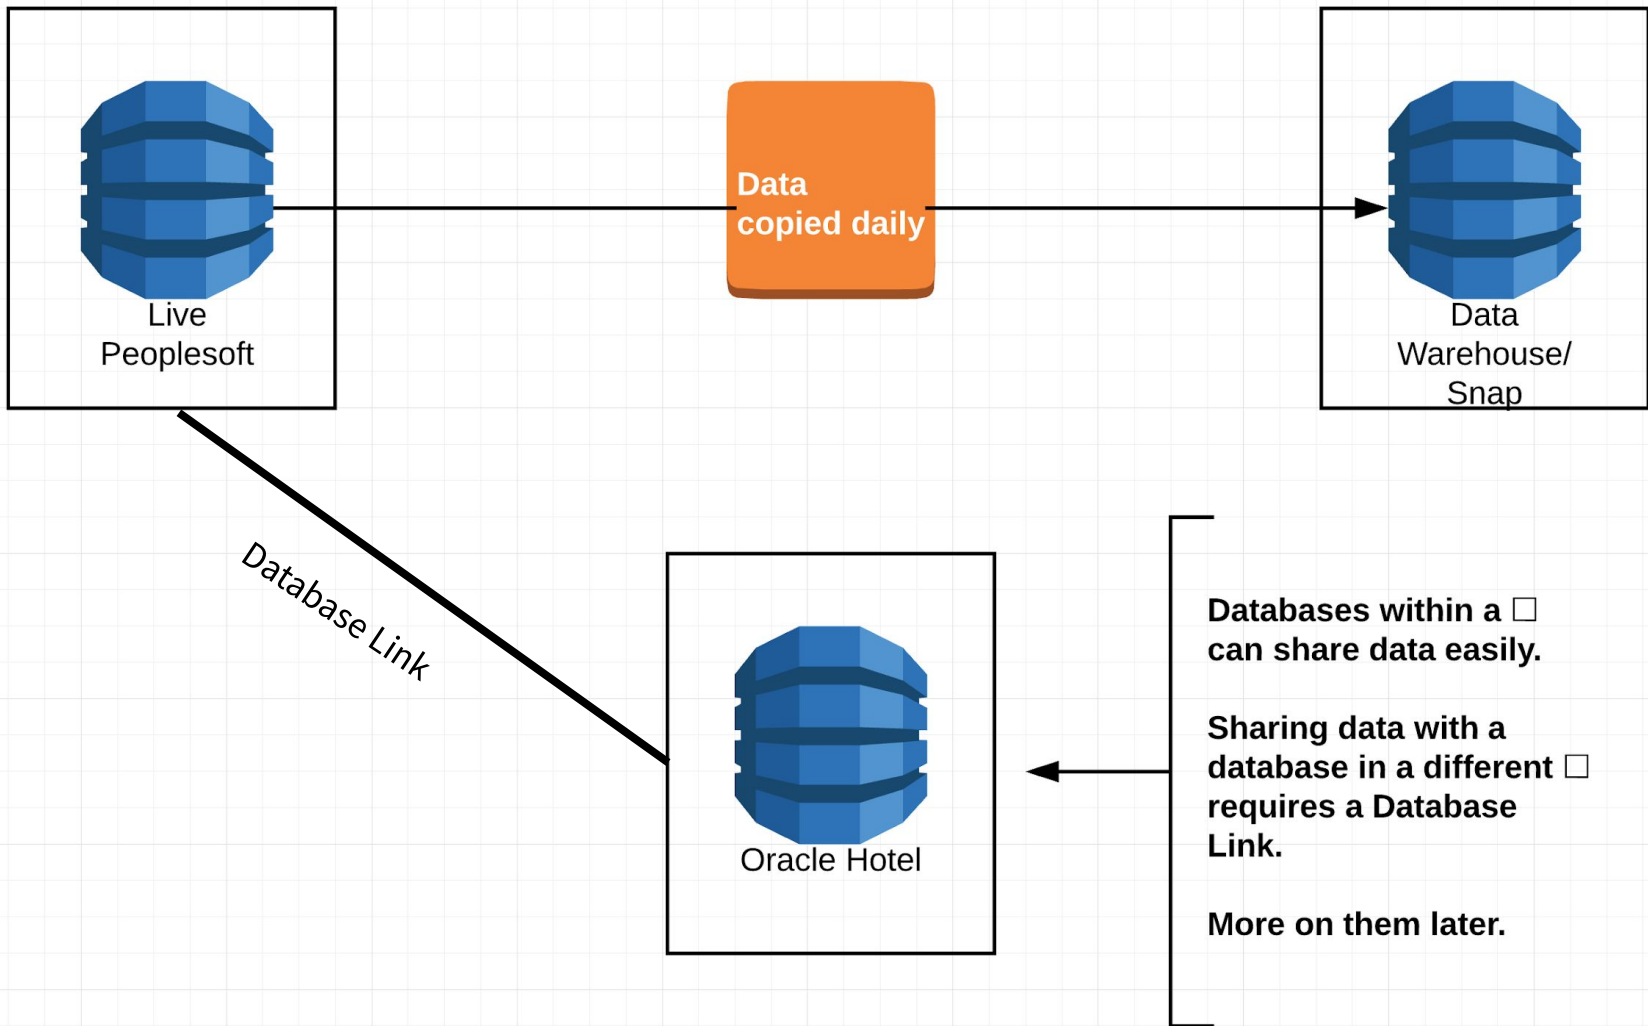 Live
Peoplesoft
Data
copied daily
Data
Warehouse/
Snap
Database Link
Oracle Hotel
Databases within a □
can share data easily.
Sharing data with a
database in a different □
requires a Database
Link.
More on them later.